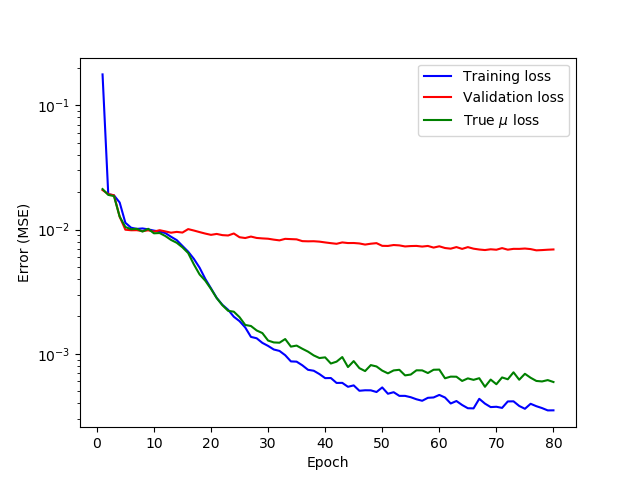 Training loss
Validation loss
True μ loss
10⁻¹
10⁻²
10⁻³
Error (MSE)
0 10 20 30 40 50 60 70 80
Epoch